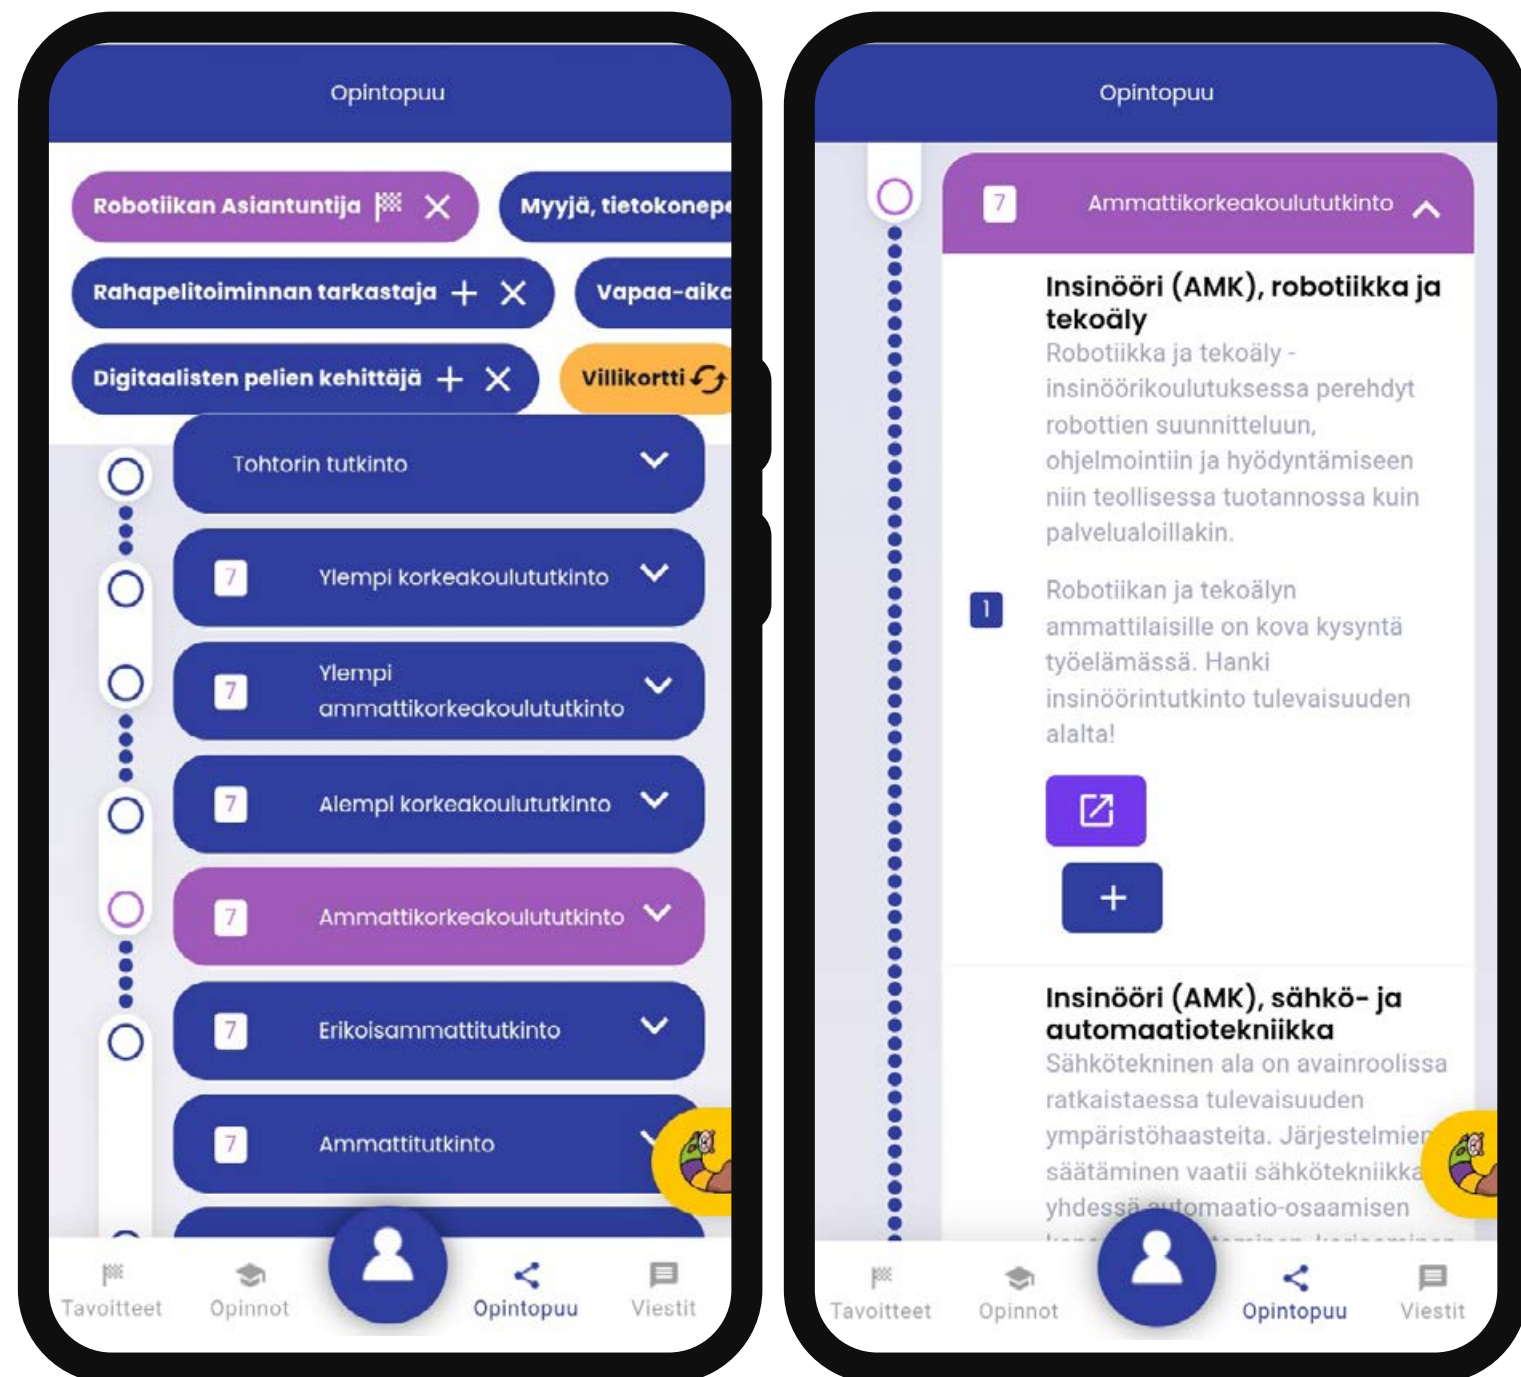 Opintopuu
Robotiikan Asiantuntija
Myyjä, tietokonepe
Rahapelitoiminnan tarkastaja
Vapaa-aika
Digitaalisten pelien kehittäjä
Villikortti
Tohtorin tutkinto
7 Ylempi korkeakoulututkinto
7 Ylempi
ammattikorkeakoulututkinto
7 Alempi korkeakoulututkinto
7 Ammattikorkeakoulututkinto
7 Erikoisammattitutkinto
7 Ammattitutkinto
Tavoitteet
Opinnot
Opintopuu
Viestit
Opintopuu
7 Ammattikorkeakoulututkinto
Insinööri (AMK), robotiikka ja
tekoäly
Robotiikka ja tekoäly -
insinöörikoulutuksessa perehdyt
robottien suunnitteluun,
ohjelmointiin ja hyödyntämiseen
niin teollisessa tuotannossa kuin
palvelualoillakin.
1
Robotiikan ja tekoälyn
ammattilaisille on kova kysyntä
työelämässä. Hanki
insinöörintutkinto tulevaisuuden
alalta!
Insinööri (AMK), sähkö- ja
automaatiotekniikka
Sähkötekninen ala on avainroolissa
ratkaistaessa tulevaisuuden
ympäristöhaasteita. Järjestelmien
säätäminen vaatii sähkötekniikka
yhdessä automaatio-osaamisen
Tavoitteet
Opinnot
Opintopuu
Viestit